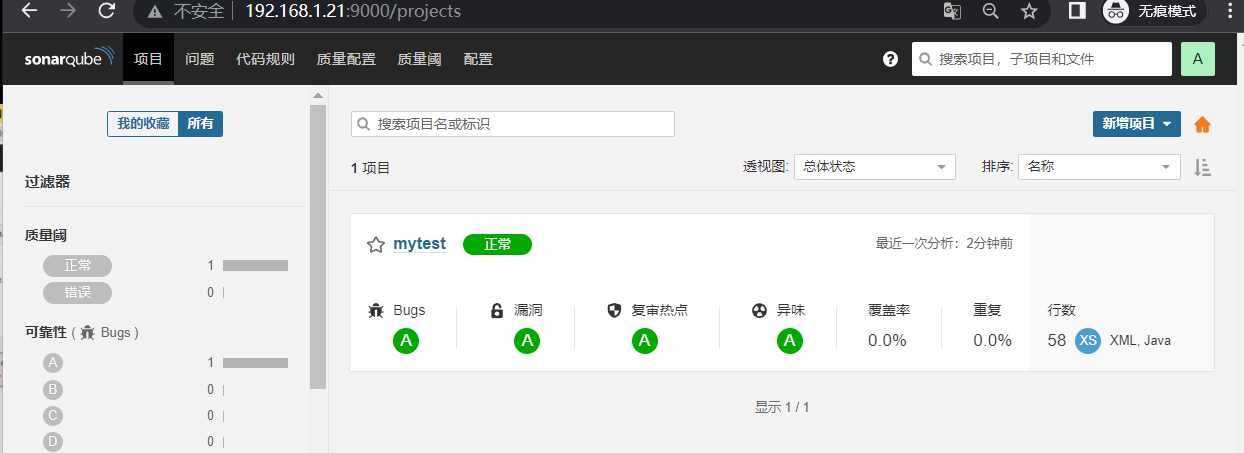 不安全 192.168.1.21:9000/projects 无痕模式
sonarqube 项目 问题 代码规则 质量配置 质量阈 配置 ? 搜索项目，子项目和文件 A
我的收藏 所有
过滤器
质量阈
正常 1
错误 0
可靠性 ( Bugs )
A 1
B 0
C 0
D 0
搜索项目名或标识 新增项目
1 项目 透视图: 总体状态 排序: 名称
mytest 正常 最近一次分析：2分钟前
Bugs 漏洞 复审热点 异味 覆盖率 重复 行数
A A A A 0.0% 0.0% 58 XS XML, Java
显示 1 / 1